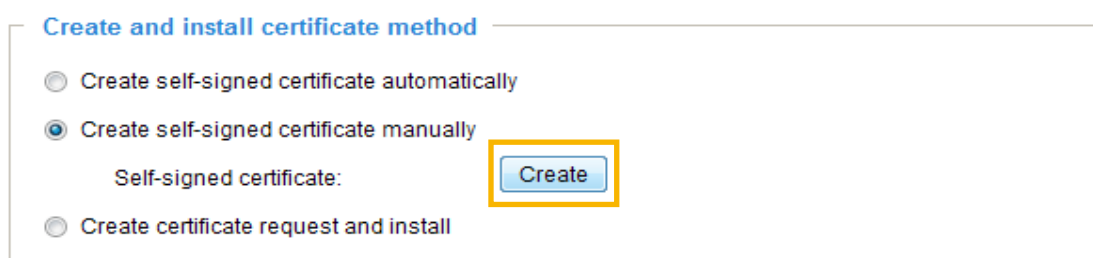 Create and install certificate method
Create self-signed certificate automatically
Create self-signed certificate manually
Self-signed certificate: Create
Create certificate request and install